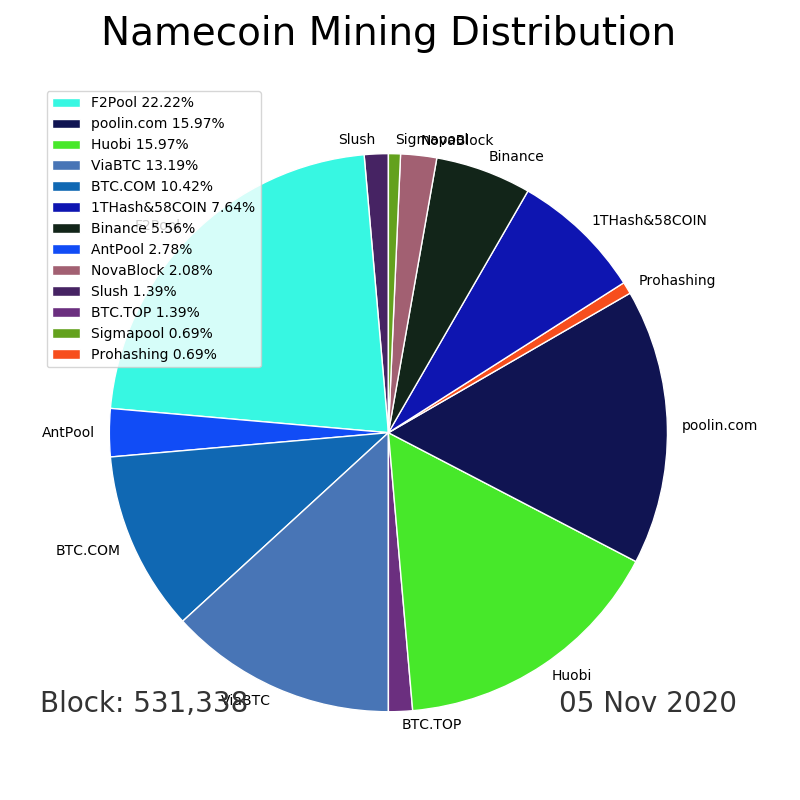 Namecoin Mining Distribution
F2Pool 22.22%
poolin.com 15.97%
Huobi 15.97%
ViaBTC 13.19%
BTC.COM 10.42%
1THash&58COIN 7.64%
Binance 5.56%
AntPool 2.78%
NovaBlock 2.08%
Slush 1.39%
BTC.TOP 1.39%
Sigmapool 0.69%
Prohashing 0.69%
Slush
Sigmapool
NovaBlock
Binance
1THash&58COIN
F2Pool
Prohashing
poolin.com
AntPool
BTC.COM
Huobi
ViaBTC
BTC.TOP
Block: 531,338
05 Nov 2020